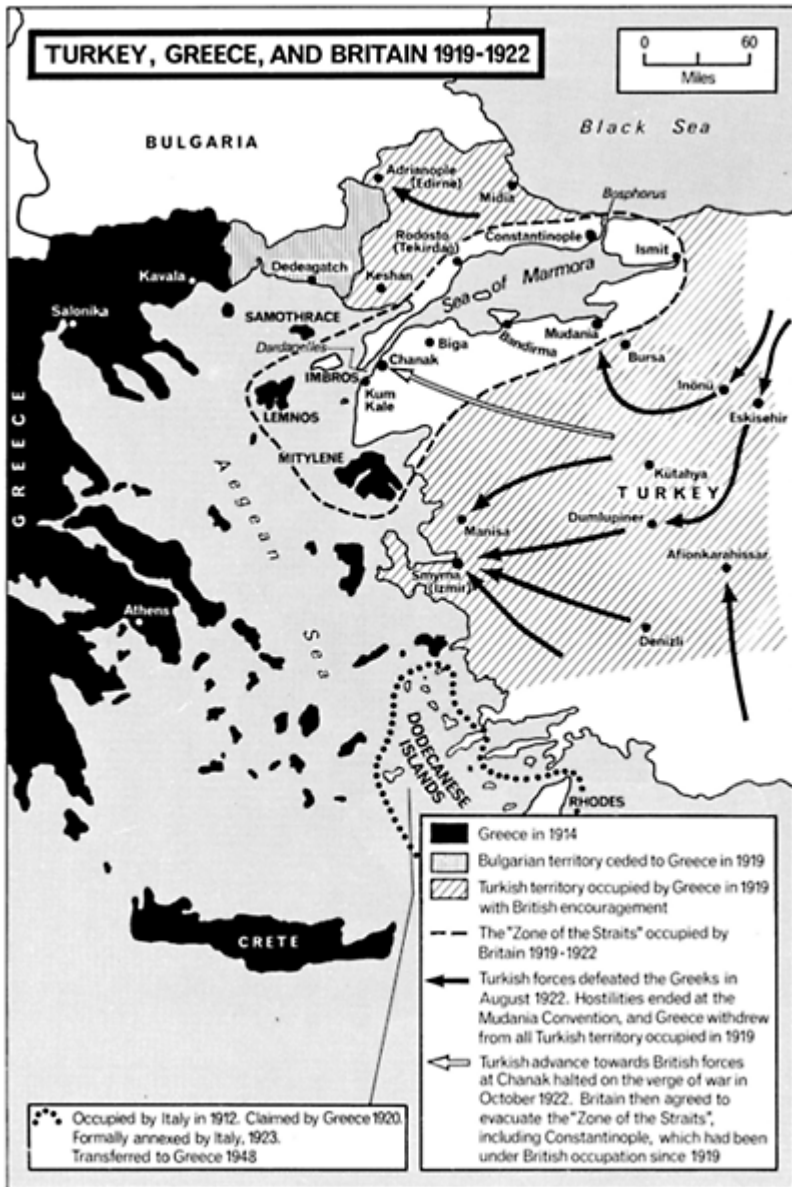 TURKEY, GREECE, AND BRITAIN 1919-1922
0 60
Miles
Black Sea
BULGARIA
Adrianople
(Edirne)
Midia
Bosphorus
Rodosto
(Tekirdag)
Constantinople
Ismit
Kavala
Dedeagatch
Keshan
Sea of Marmora
Salonika
SAMOTHRACE
Dardagelles
Biga
Bandirma
Mudania
Bursa
IMBROS
Chanak
Kum
Kale
Inönü
Eskisehir
LEMNOS
GREECE
Aegean Sea
MITYLENE
Kütahya
TURKEY
Manisa
Dumlupiner
Afionkarahissar
Smyrna
(Izmir)
Athens
Denizli
DODECANESE
ISLANDS
RHODES
CRETE
Greece in 1914
Bulgarian territory ceded to Greece in 1919
Turkish territory occupied by Greece in 1919
with British encouragement
The "Zone of the Straits" occupied by
Britain 1919-1922
Turkish forces defeated the Greeks in
August 1922. Hostilities ended at the
Mudania Convention, and Greece withdrew
from all Turkish territory occupied in 1919
Turkish advance towards British forces
at Chanak halted on the verge of war in
October 1922. Britain then agreed to
evacuate the "Zone of the Straits",
including Constantinople, which had been
under British occupation since 1919
Occupied by Italy in 1912. Claimed by Greece 1920.
Formally annexed by Italy, 1923.
Transferred to Greece 1948